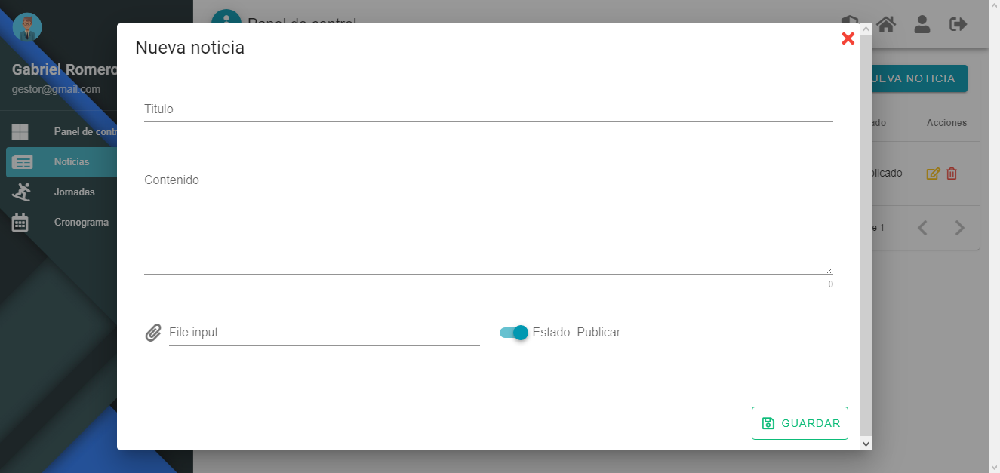 Panel de control
Nueva noticia
Gabriel Romero
gestor@gmail.com
Titulo
UEVA NOTICIA
ado
Acciones
Panel de contr
Noticias
Contenido
blicado
Jornadas
Cronograma
e 1
0
File input
Estado: Publicar
GUARDAR